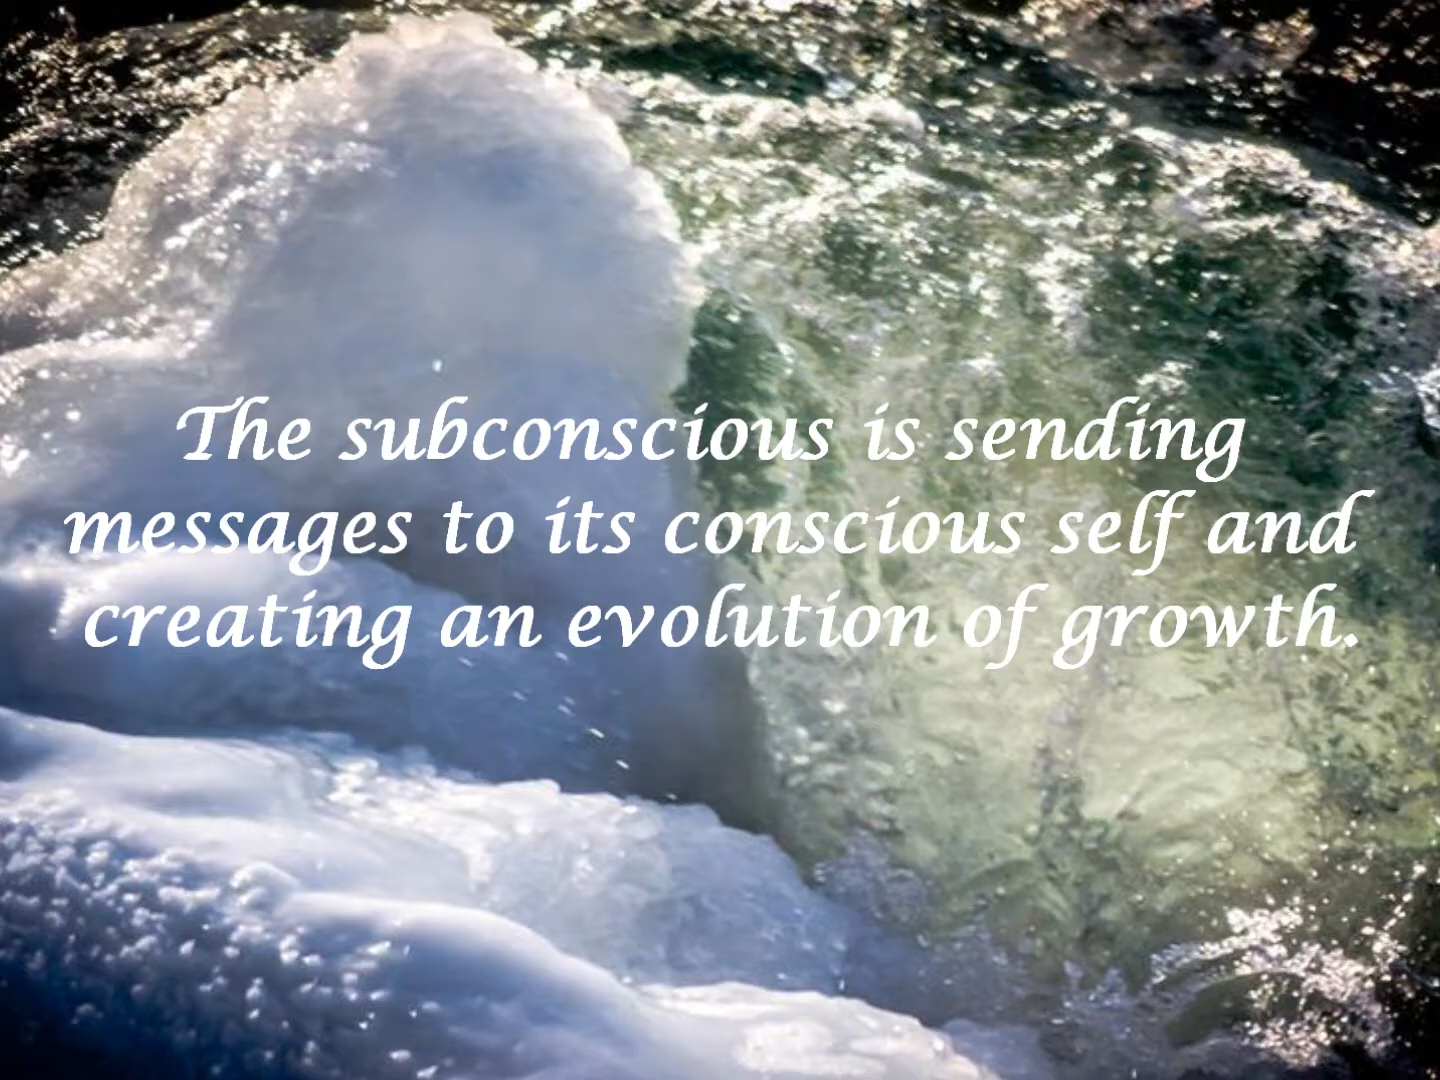 The subconscious is sending
messages to its conscious self and
creating an evolution of growth.